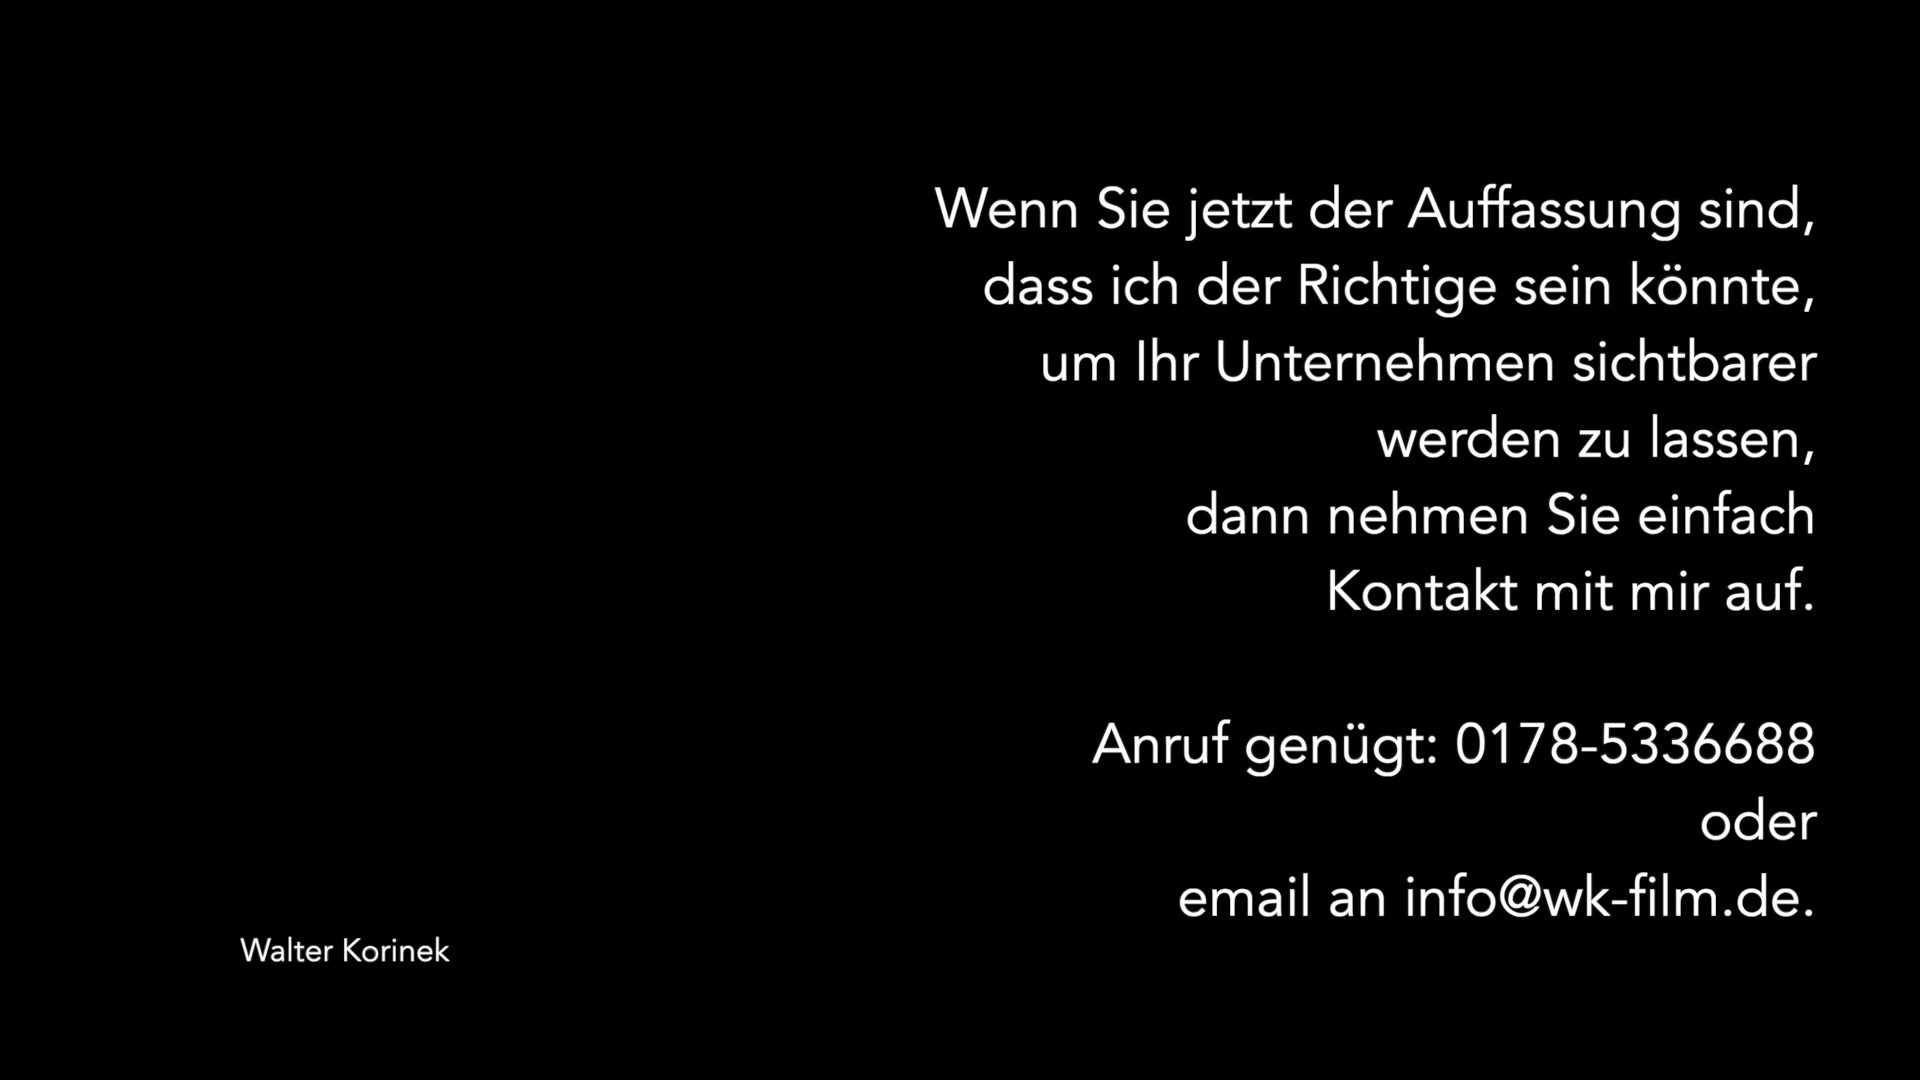 Wenn Sie jetzt der Auffassung sind,
dass ich der Richtige sein könnte,
um Ihr Unternehmen sichtbarer
werden zu lassen,
dann nehmen Sie einfach
Kontakt mit mir auf.
Anruf genügt: 0178-5336688
oder
email an info@wk-film.de.
Walter Korinek